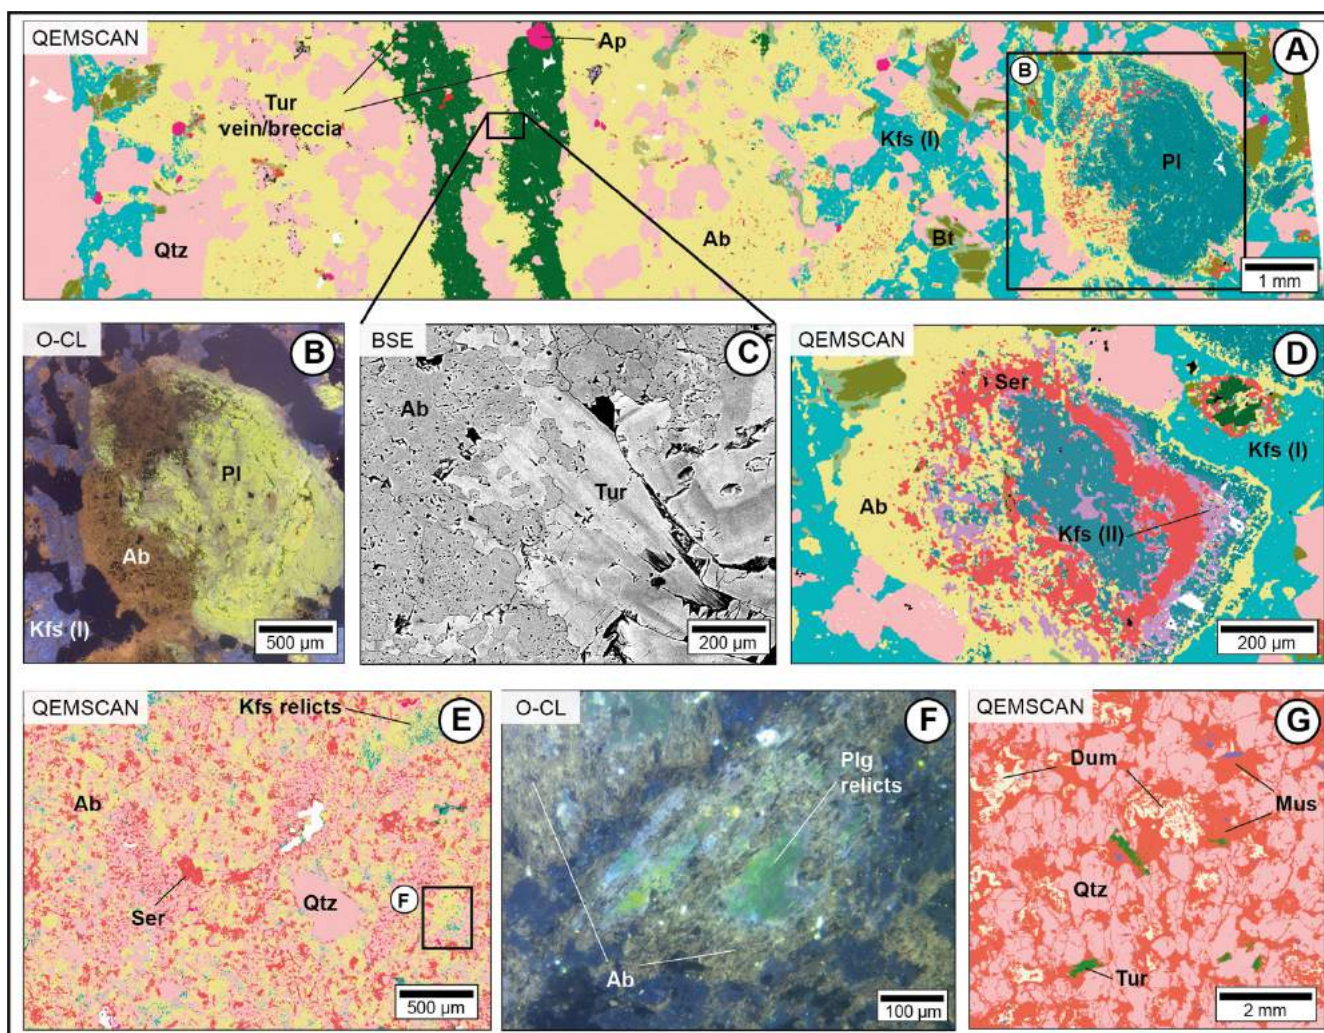 QEMSCAN
A
Ap
Tur
vein/breccia
B
Kfs (I)
Pl
Qtz
Ab
Bt
1 mm
O-CL
B
Pl
Ab
Kfs (I)
500 µm
BSE
C
Ab
Tur
200 µm
QEMSCAN
D
Ser
Kfs (I)
Ab
Kfs (II)
200 µm
QEMSCAN
Kfs relicts
E
Ab
Ser
Qtz
F
500 µm
O-CL
F
Plg
relicts
Ab
100 µm
QEMSCAN
G
Dum
Mus
Qtz
Tur
2 mm